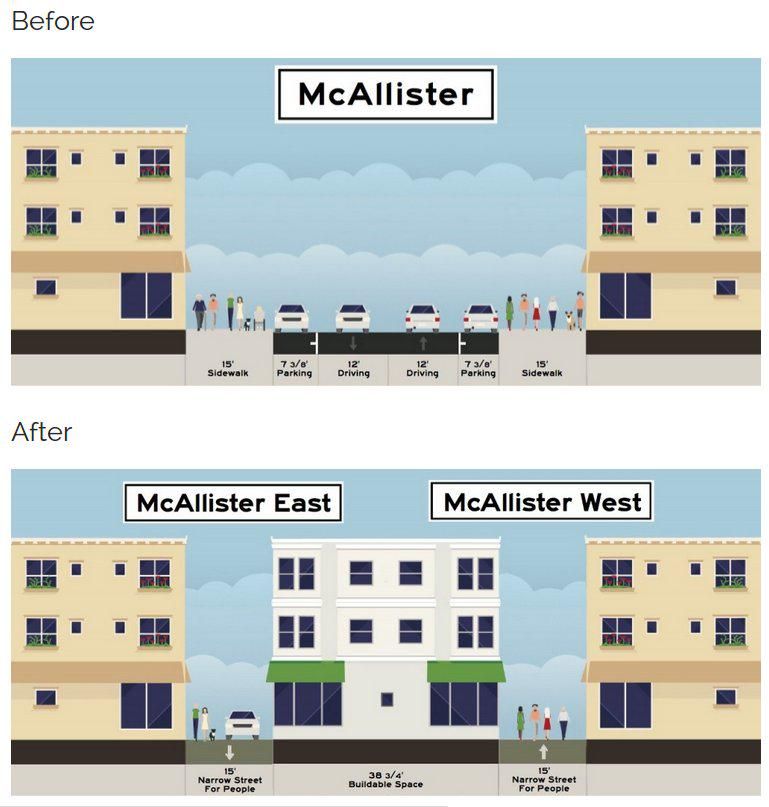 Before
McAllister
15'
Sidewalk
7 3/8'
Parking
12'
Driving
12'
Driving
7 3/8'
Parking
15'
Sidewalk
After
McAllister East
McAllister West
15'
Narrow Street
For People
38 3/4'
Buildable Space
15'
Narrow Street
For People